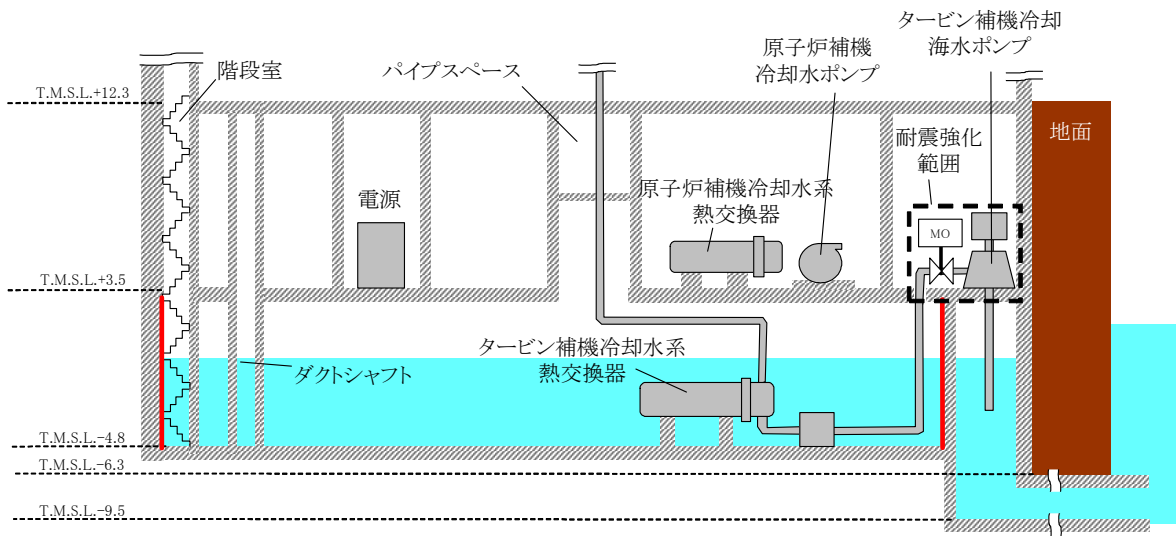 タービン補機冷却
海水ポンプ
原子炉補機
冷却水ポンプ
階段室
パイプスペース
T.M.S.L.+12.3
地面
耐震強化
範囲
原子炉補機冷却水系
熱交換器
電源
MO
T.M.S.L.+3.5
タービン補機冷却水系
熱交換器
ダクトシャフト
T.M.S.L.-4.8
T.M.S.L.-6.3
T.M.S.L.-9.5